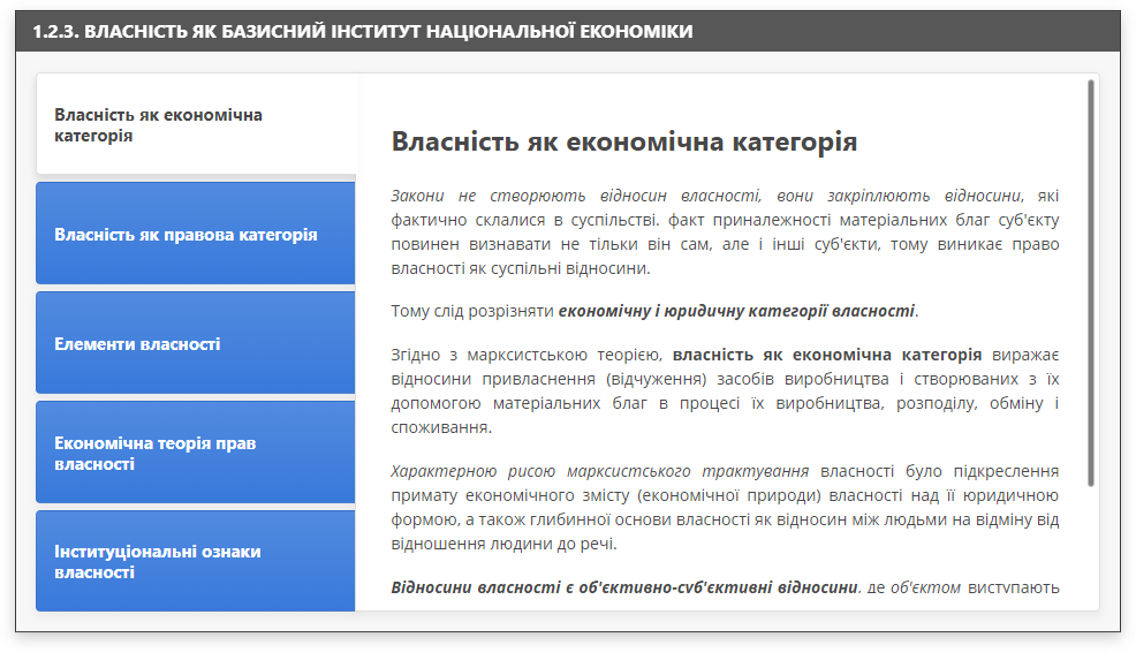 1.2.3. ВЛАСНІСТЬ ЯК БАЗИСНИЙ ІНСТИТУТ НАЦІОНАЛЬНОЇ ЕКОНОМІКИ
Власність як економічна
категорія
Власність як правова категорія
Елементи власності
Економічна теорія прав
власності
Інституціональні ознаки
власності
Власність як економічна категорія
Закони не створюють відносин власності, вони закріплюють відносини, які
фактично склалися в суспільстві. факт приналежності матеріальних благ суб'єкту
повинен визнавати не тільки він сам, але і інші суб'єкти, тому виникає право
власності як суспільні відносини.
Тому слід розрізняти економічну і юридичну категорії власності.
Згідно з марксистською теорією, власність як економічна категорія виражає
відносини привласнення (відчуження) засобів виробництва і створюваних з їх
допомогою матеріальних благ в процесі їх виробництва, розподілу, обміну і
споживання.
Характерною рисою марксистського трактування власності було підкреслення
примату економічного змісту (економічної природи) власності над її юридичною
формою, а також глибинної основи власності як відносин між людьми на відміну від
відношення людини до речі.
Відносини власності є об'єктивно-суб'єктивні відносини, де об'єктом виступають